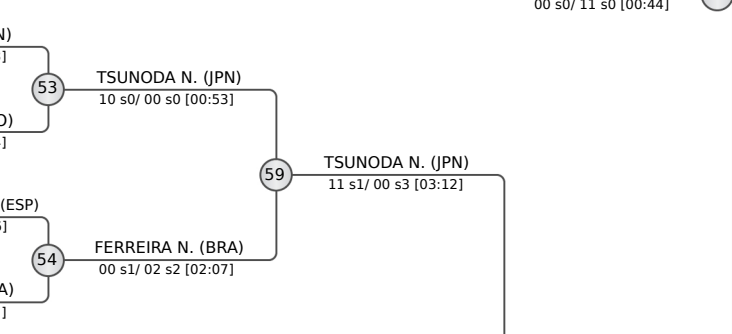 00 s0/ 11 s0 [00:44]
N)
]
53
TSUNODA N. (JPN)
10 s0/ 00 s0 [00:53]
O)
]
59
TSUNODA N. (JPN)
11 s1/ 00 s3 [03:12]
(ESP)
]
54
FERREIRA N. (BRA)
00 s1/ 02 s2 [02:07]
A)
]